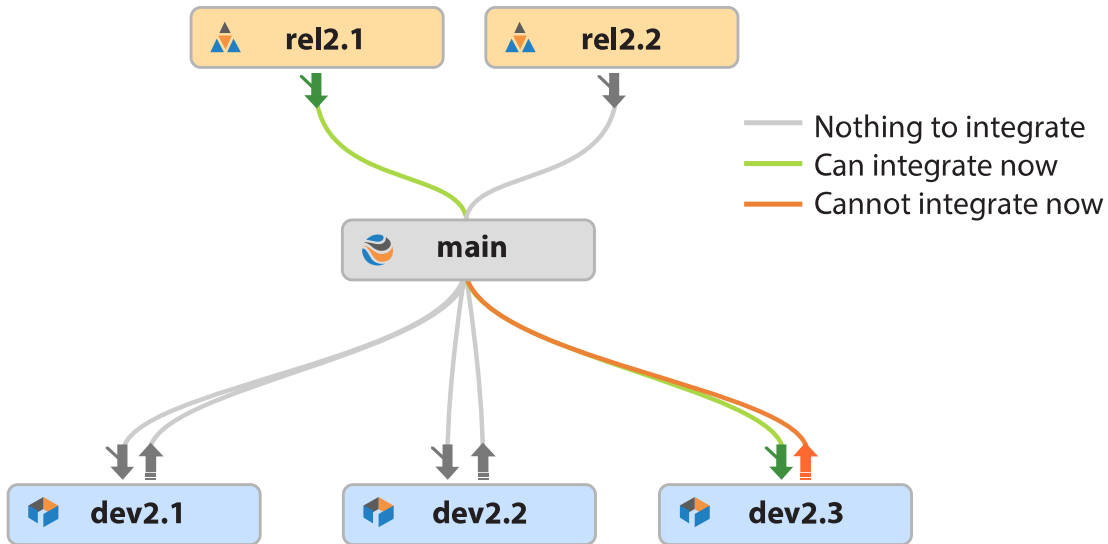 rel2.1
rel2.2
Nothing to integrate
Can integrate now
Cannot integrate now
main
dev2.1
dev2.2
dev2.3